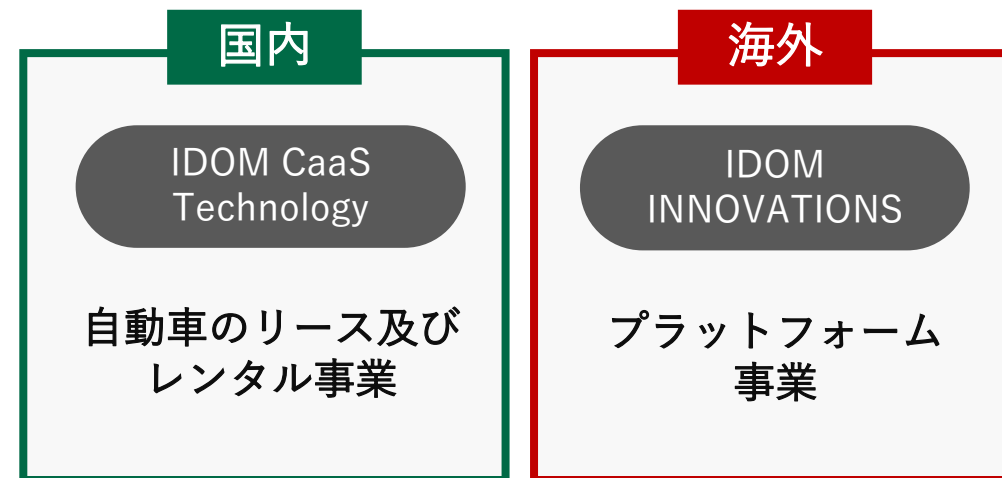 国内
IDOM CaaS
Technology
自動車のリース及び
レンタル事業
海外
IDOM
INNOVATIONS
プラットフォーム
事業